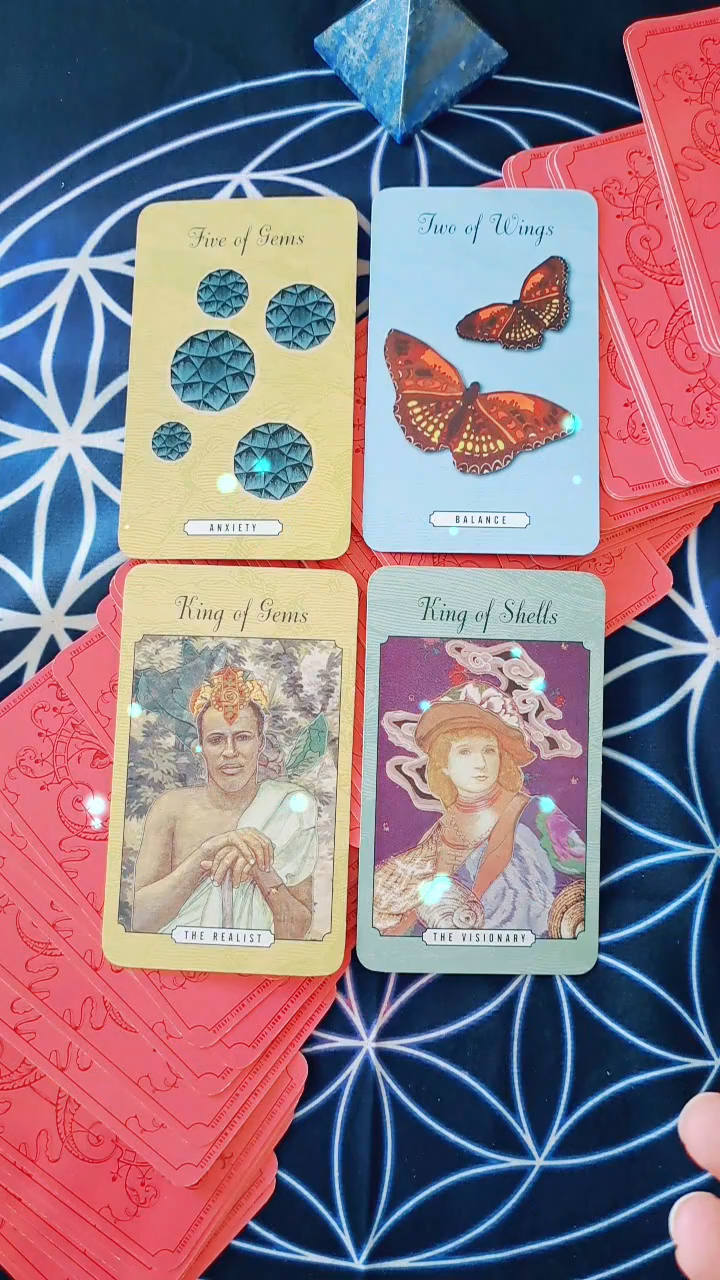 Five of Gems
ANXIETY
Two of Wings
BALANCE
King of Gems
THE REALIST
King of Shells
THE VISIONARY